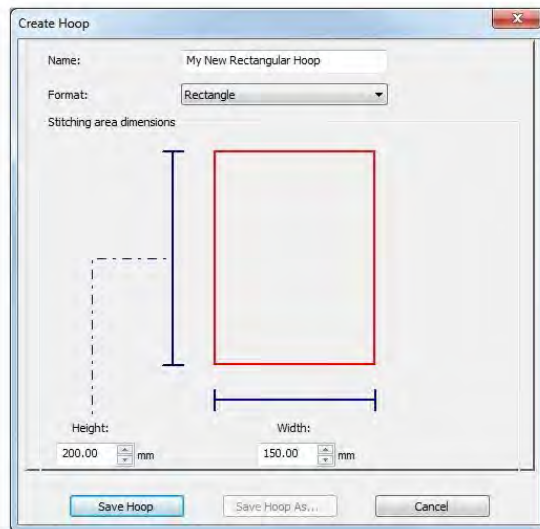 Create Hoop
Name: My New Rectangular Hoop
Format: Rectangle
Stitching area dimensions
Height: Width:
200.00 mm 150.00 mm
Save Hoop Save Hoop As... Cancel